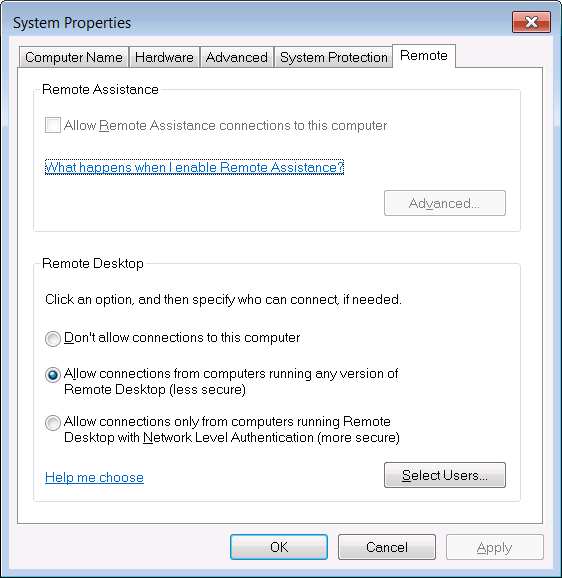 System Properties
Computer Name Hardware Advanced System Protection Remote
Remote Assistance
Allow Remote Assistance connections to this computer
What happens when I enable Remote Assistance?
Advanced...
Remote Desktop
Click an option, and then specify who can connect, if needed.
Don't allow connections to this computer
Allow connections from computers running any version of
Remote Desktop (less secure)
Allow connections only from computers running Remote
Desktop with Network Level Authentication (more secure)
Help me choose
Select Users...
OK Cancel Apply